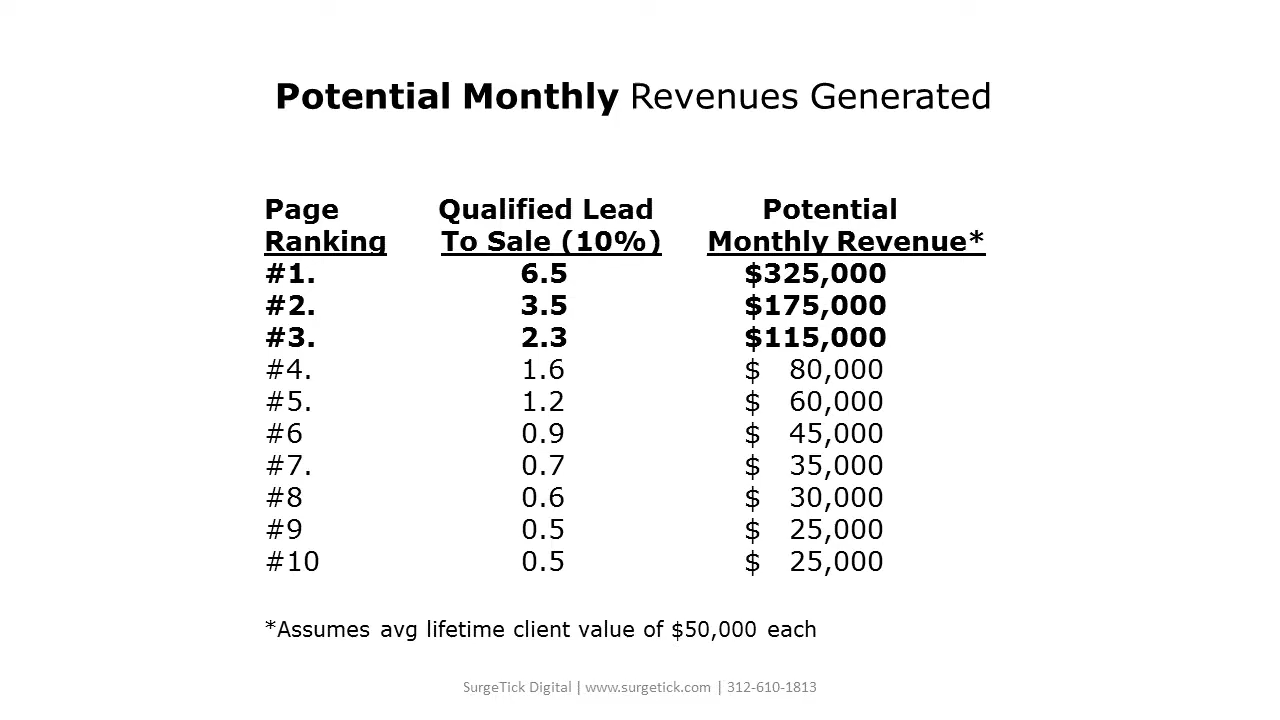 Potential Monthly Revenues Generated
Page Qualified Lead Potential
Ranking To Sale (10%) Monthly Revenue*
#1. 6.5 $325,000
#2. 3.5 $175,000
#3. 2.3 $115,000
#4. 1.6 $ 80,000
#5. 1.2 $ 60,000
#6 0.9 $ 45,000
#7. 0.7 $ 35,000
#8 0.6 $ 30,000
#9 0.5 $ 25,000
#10 0.5 $ 25,000
*Assumes avg lifetime client value of $50,000 each
SurgeTick Digital | www.surgetick.com | 312-610-1813